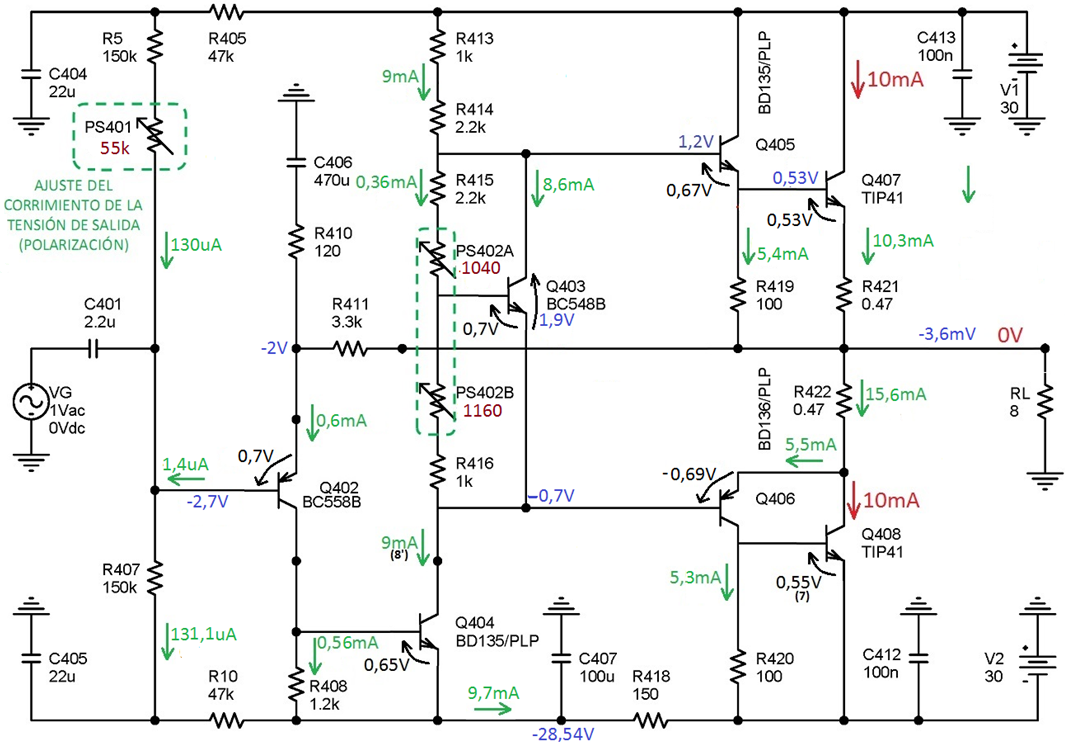 R5
150k
R405
47k
C404
22u
PS401
55k
AJUSTE DEL
CORRIMIENTO DE LA
TENSIÓN DE SALIDA
(POLARIZACIÓN)
130uA
C401
2.2u
VG
1Vac
0Vdc
1,4uA
-2,7V
R407
150k
131,1uA
C405
22u
R10
47k
C406
470u
R410
120
R411
3.3k
-2V
0,6mA
0,7V
Q402
BC558B
0,56mA
R408
1.2k
R413
1k
9mA
R414
2.2k
0,36mA
R415
2.2k
8,6mA
PS402A
1040
Q403
BC548B
0,7V
1,9V
PS402B
1160
R416
1k
-0,7V
9mA
(8')
Q404
BD135/PLP
0,65V
9,7mA
C407
100u
-28,54V
R418
150
BD135/PLP
1,2V
Q405
0,67V
0,53V
Q407
TIP41
0,53V
10mA
5,4mA
10,3mA
R419
100
R421
0.47
-3,6mV
0V
BD136/PLP
R422
0.47
15,6mA
RL
8
5,5mA
-0,69V
Q406
10mA
Q408
TIP41
5,3mA
0,55V
(7)
R420
100
C412
100n
V2
30
C413
100n
V1
30